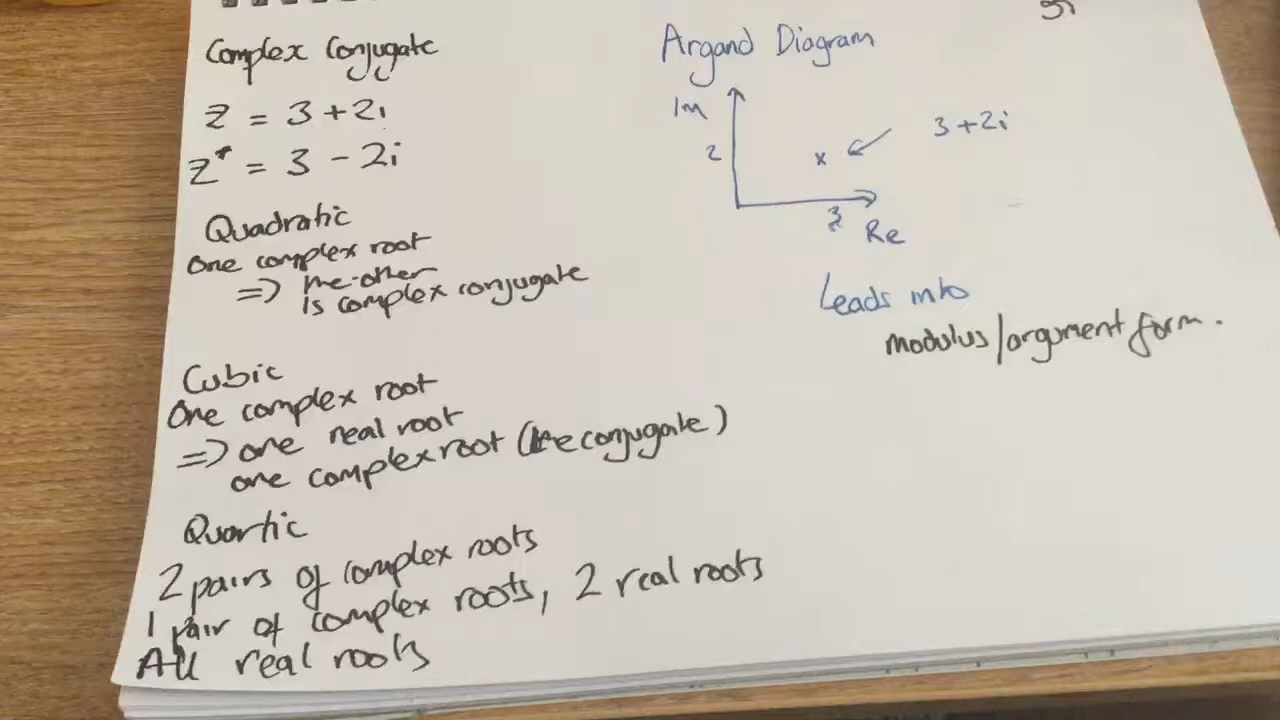 Complex Conjugate
z = 3 + 2i
z* = 3 - 2i
Quadratic
One complex root
=> the other
is complex conjugate
Cubic
One complex root
=> one real root
one complex root (the conjugate)
Quartic
2 pairs of complex roots
1 pair of complex roots, 2 real roots
All real roots
Argand Diagram
Im
2
x
3+2i
3
Re
Leads into
modulus/argument form.